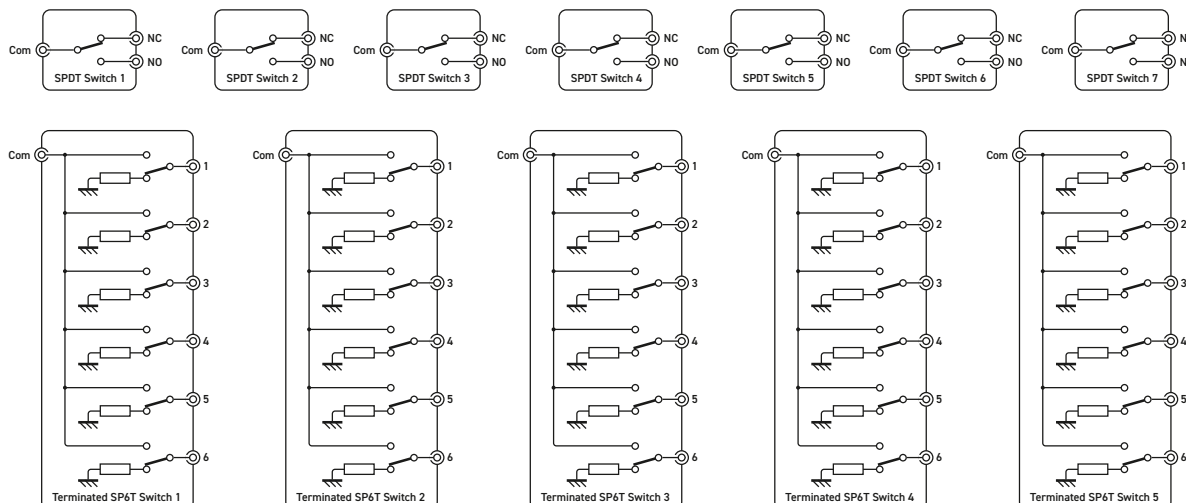 NC
Com
NO
SPDT Switch 1
NC
Com
NO
SPDT Switch 2
NC
Com
NO
SPDT Switch 3
NC
Com
NO
SPDT Switch 4
NC
Com
NO
SPDT Switch 5
NC
Com
NO
SPDT Switch 6
Com
SPDT Switch 7
Com
1
2
3
4
5
6
Terminated SP6T Switch 1
Com
1
2
3
4
5
6
Terminated SP6T Switch 2
Com
1
2
3
4
5
6
Terminated SP6T Switch 3
Com
1
2
3
4
5
6
Terminated SP6T Switch 4
Com
1
2
3
4
5
6
Terminated SP6T Switch 5